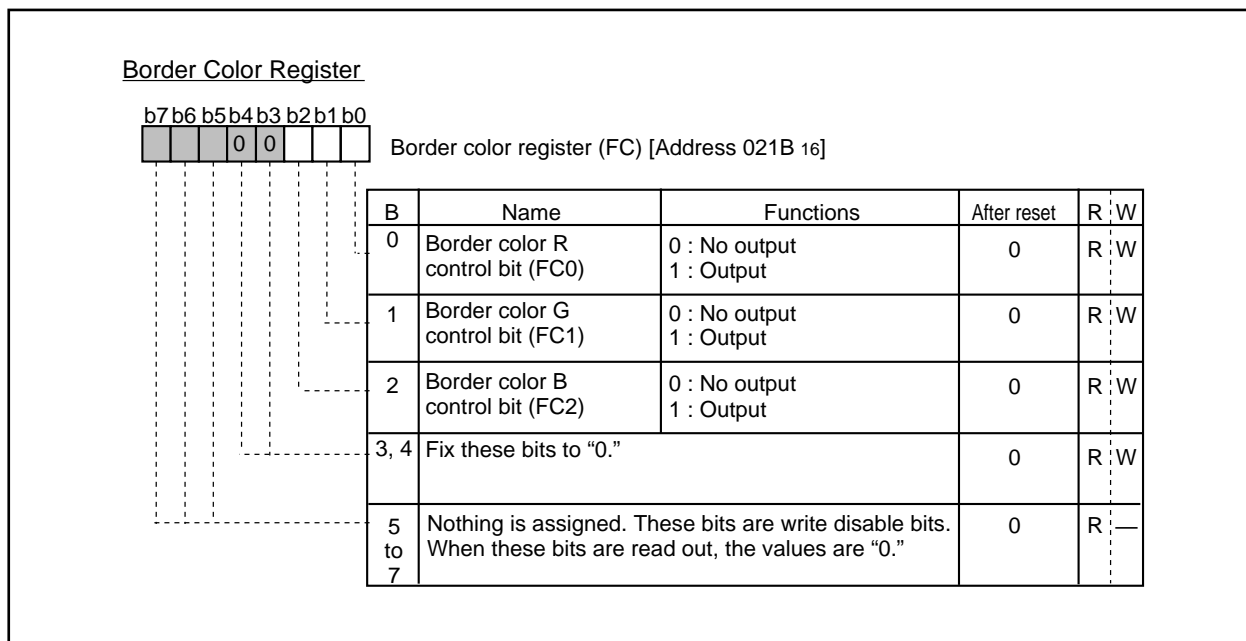 Border Color Register
b7 b6 b5 b4 b3 b2 b1 b0
0 0
Border color register (FC) [Address 021B 16]
B Name Functions After reset R W
0 Border color R control bit (FC0) 0 : No output 1 : Output 0 R W
1 Border color G control bit (FC1) 0 : No output 1 : Output 0 R W
2 Border color B control bit (FC2) 0 : No output 1 : Output 0 R W
3, 4 Fix these bits to “0.” 0 R W
5 to 7 Nothing is assigned. These bits are write disable bits. When these bits are read out, the values are “0.” 0 R —